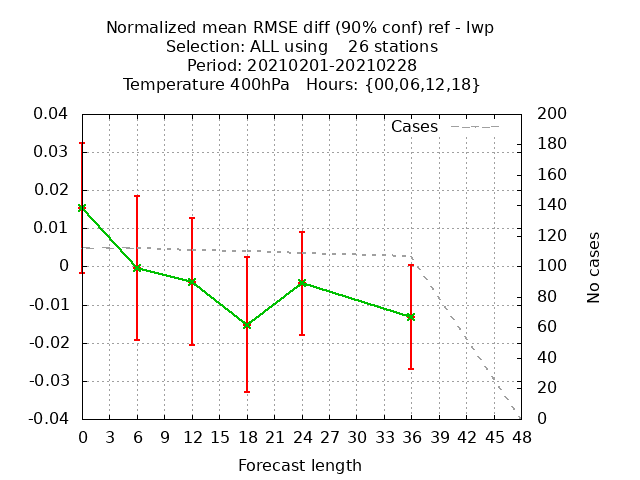 Normalized mean RMSE diff (90% conf) ref - lwp
Selection: ALL using    26 stations
Period: 20210201-20210228
Temperature 400hPa   Hours: {00,06,12,18}
Cases
0.04
0.03
0.02
0.01
0
-0.01
-0.02
-0.03
-0.04
200
180
160
140
120
100
80
60
40
20
0
No cases
0 3 6 9 12 15 18 21 24 27 30 33 36 39 42 45 48
Forecast length